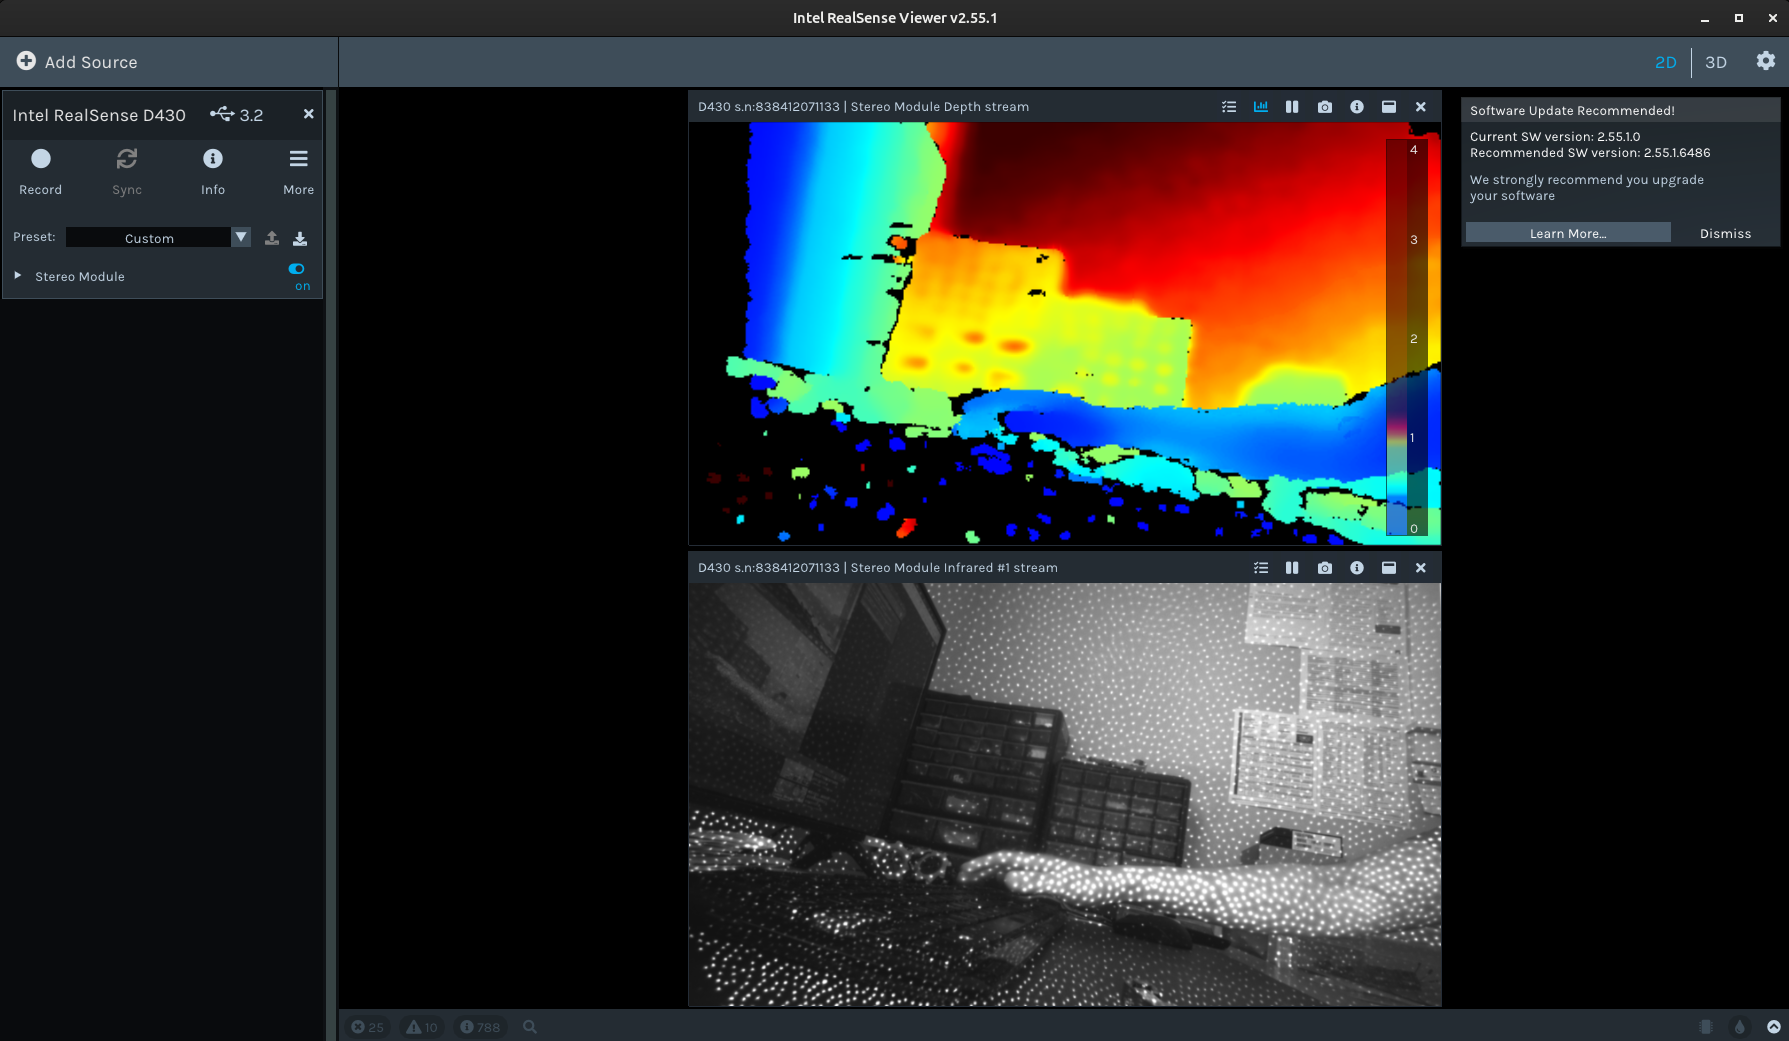 Intel RealSense Viewer v2.55.1
Add Source
2D
3D
Intel RealSense D430
3.2
Record
Sync
Info
More
Preset:
Custom
Stereo Module
on
D430 s.n:838412071133 | Stereo Module Depth stream
4
3
2
1
0
D430 s.n:838412071133 | Stereo Module Infrared #1 stream
Software Update Recommended!
Current SW version: 2.55.1.0
Recommended SW version: 2.55.1.6486
We strongly recommend you upgrade
your software
Learn More...
Dismiss
25
10
788